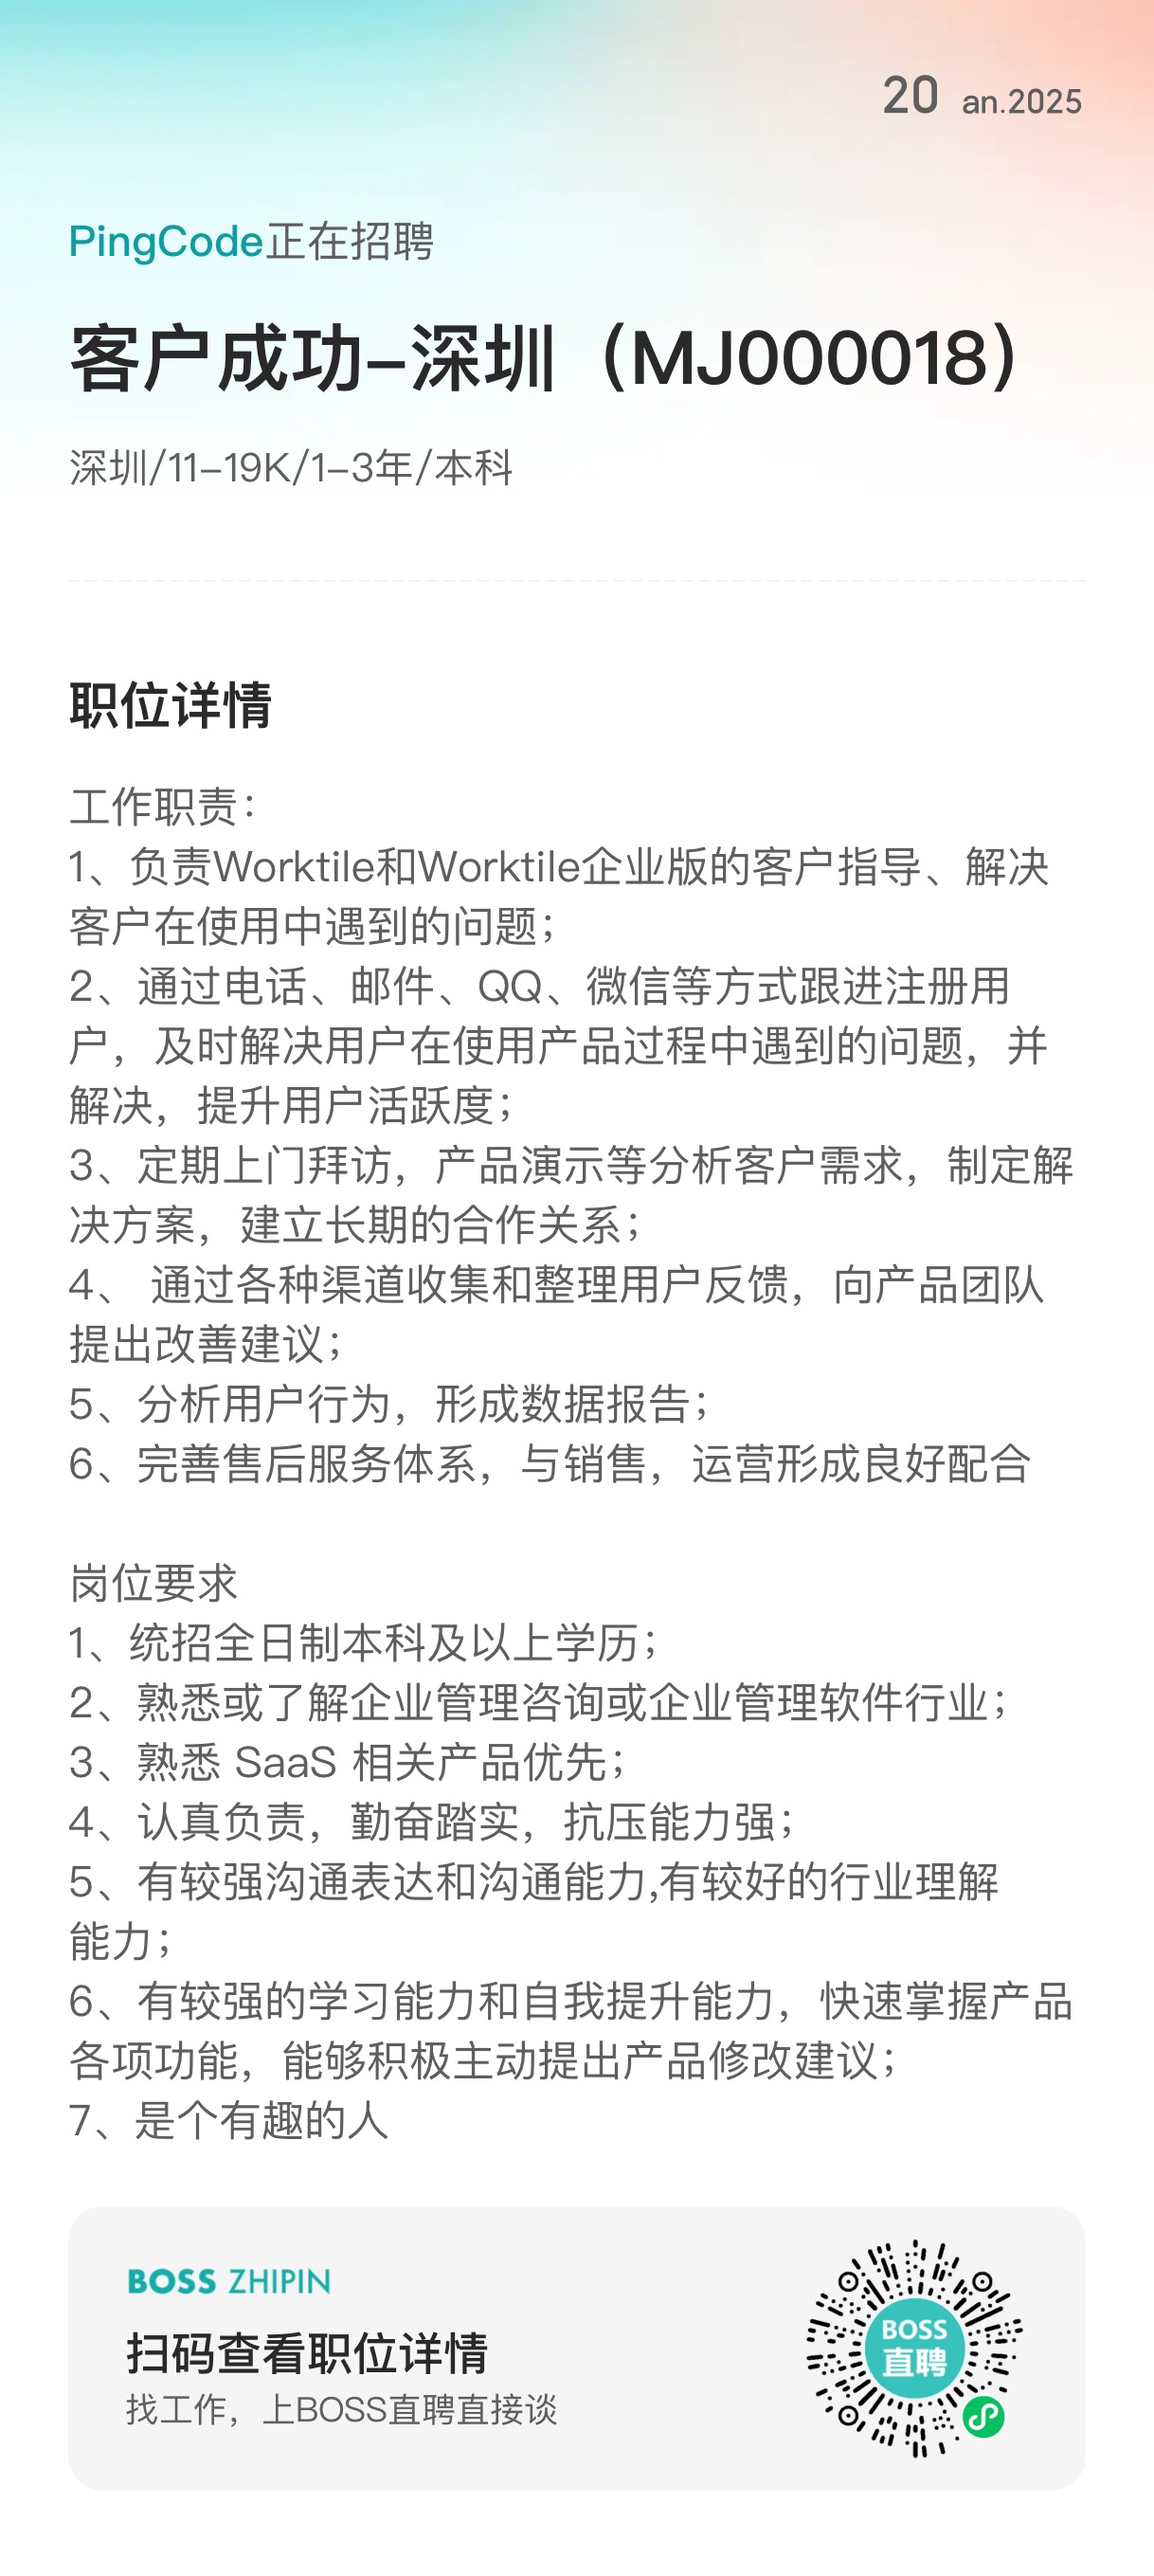 20 an.2025
PingCode正在招聘
客户成功-深圳（MJ000018）
深圳/11-19K/1-3年/本科
职位详情
工作职责：
1、负责Worktile和Worktile企业版的客户指导、解决
客户在使用中遇到的问题；
2、通过电话、邮件、QQ、微信等方式跟进注册用
户，及时解决用户在使用产品过程中遇到的问题，并
解决，提升用户活跃度；
3、定期上门拜访，产品演示等分析客户需求，制定解
决方案，建立长期的合作关系；
4、 通过各种渠道收集和整理用户反馈，向产品团队
提出改善建议；
5、分析用户行为，形成数据报告；
6、完善售后服务体系，与销售，运营形成良好配合
岗位要求
1、统招全日制本科及以上学历；
2、熟悉或了解企业管理咨询或企业管理软件行业；
3、熟悉 SaaS 相关产品优先；
4、认真负责，勤奋踏实，抗压能力强；
5、有较强沟通表达和沟通能力,有较好的行业理解
能力；
6、有较强的学习能力和自我提升能力，快速掌握产品
各项功能，能够积极主动提出产品修改建议；
7、是个有趣的人
BOSS ZHIPIN
扫码查看职位详情
找工作，上BOSS直聘直接谈
BOSS
直聘